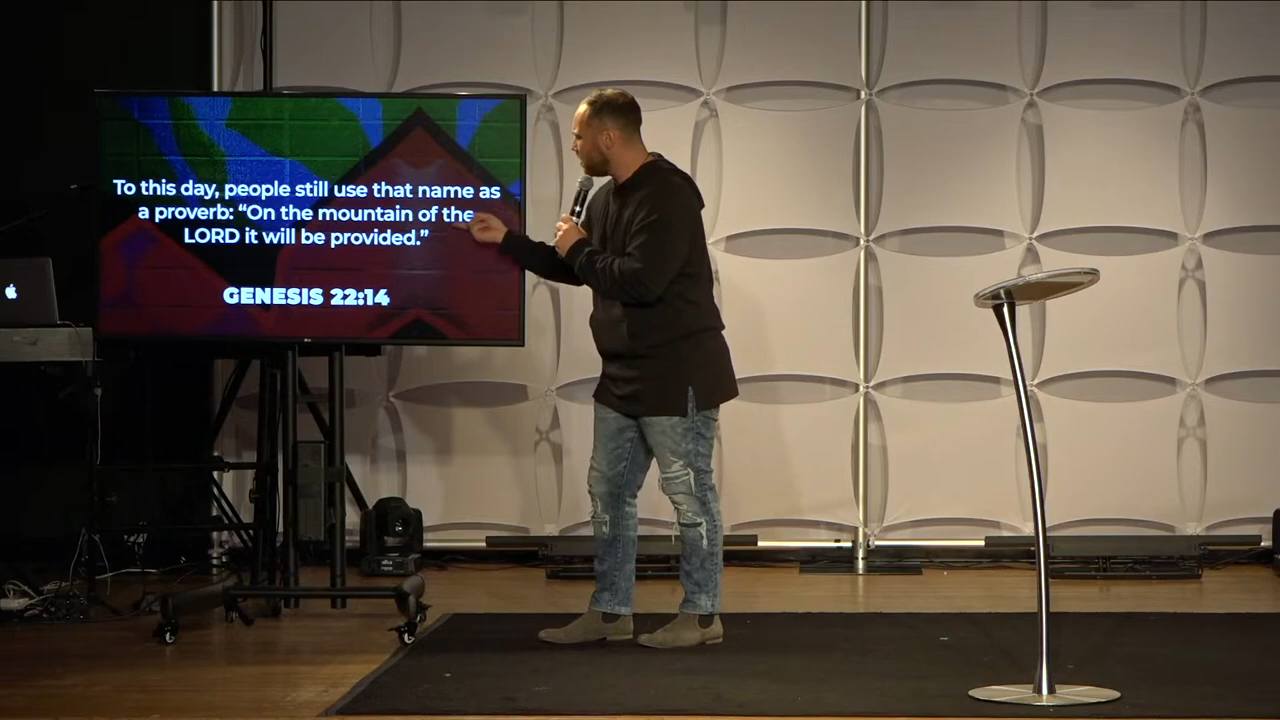 To this day, people still use that name as
a proverb: “On the mountain of the
LORD it will be provided.”
GENESIS 22:14